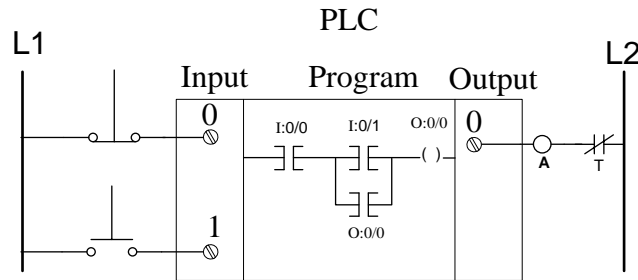 PLC
L1
L2
Input Program Output
0
I:0/0 I:0/1 O:0/0
0
A T
1
O:0/0